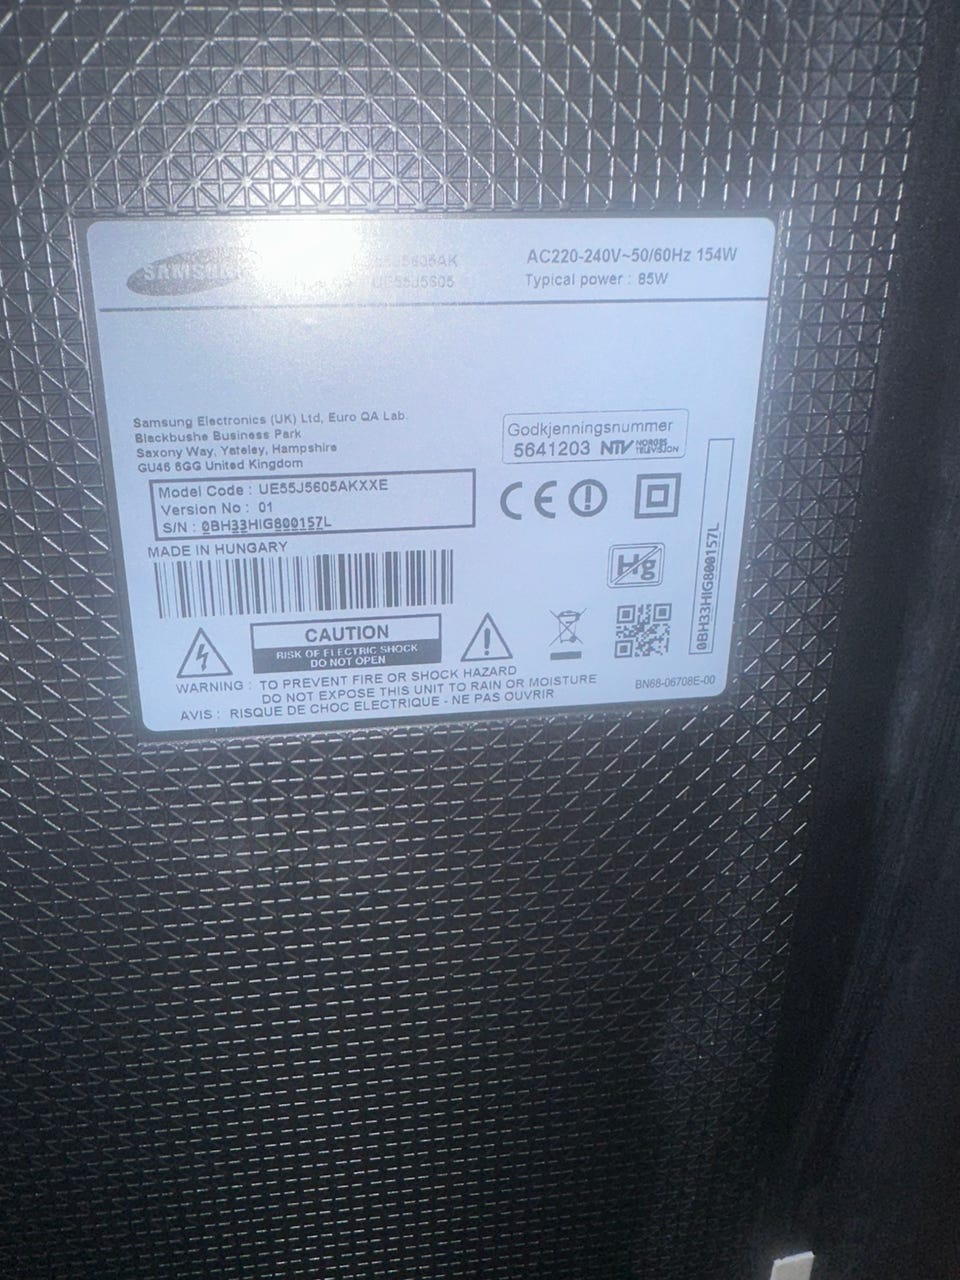 SAMSUNG
UE55J5605
AC220-240V~50/60Hz 154W
Typical power : 85W
Samsung Electronics (UK) Ltd, Euro QA Lab.
Blackbushe Business Park
Saxony Way, Yateley, Hampshire
GU46 6GG United Kingdom
Godkjenningsnummer
5641203 NTV NORGES TELEVISJON
Model Code : UE55J5605AKXXE
Version No : 01
S/N : 0BH33HIG800157L
MADE IN HUNGARY
CE
Hg
0BH33HIG800157L
CAUTION
RISK OF ELECTRIC SHOCK
DO NOT OPEN
WARNING : TO PREVENT FIRE OR SHOCK HAZARD
DO NOT EXPOSE THIS UNIT TO RAIN OR MOISTURE
AVIS : RISQUE DE CHOC ELECTRIQUE - NE PAS OUVRIR
BN68-06708E-00